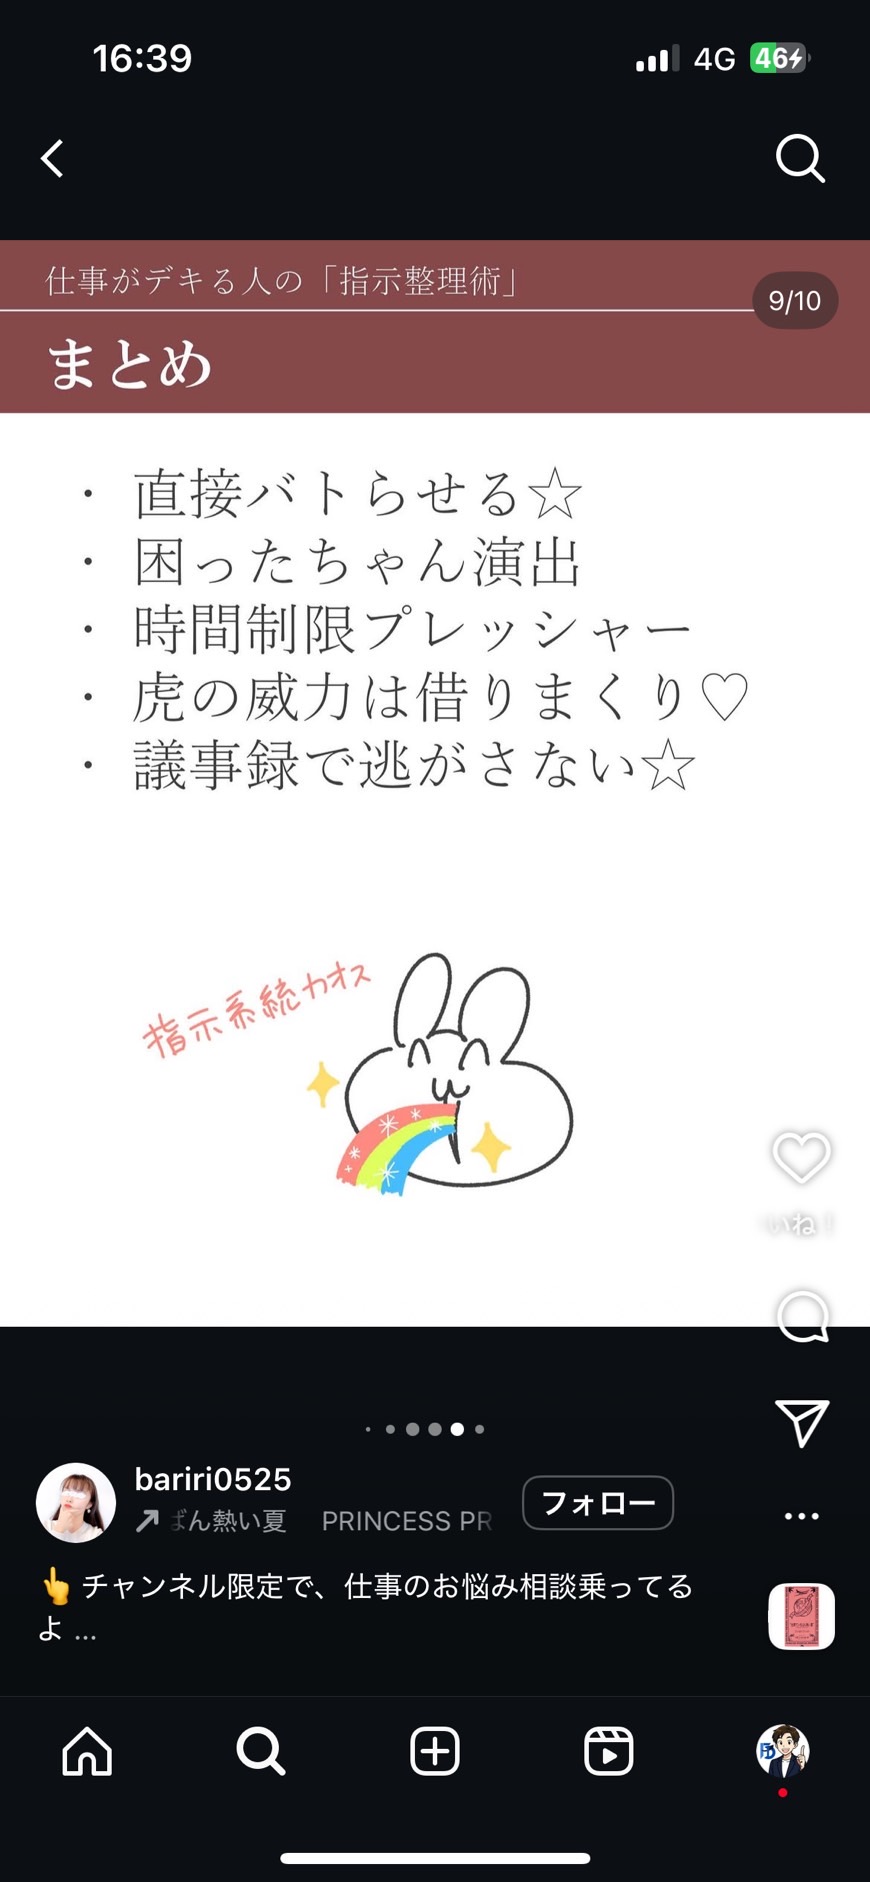 16:39
4G
46
仕事がデキる人の「指示整理術」
9/10
まとめ
・ 直接バトらせる☆
・ 困ったちゃん演出
・ 時間制限プレッシャー
・ 虎の威力は借りまくり♡
・ 議事録で逃がさない☆
指示系統カオス
いいね!
bariri0525
ばん熱い夏 PRINCESS PR
フォロー
👆 チャンネル限定で、仕事のお悩み相談乗ってる
よ ...